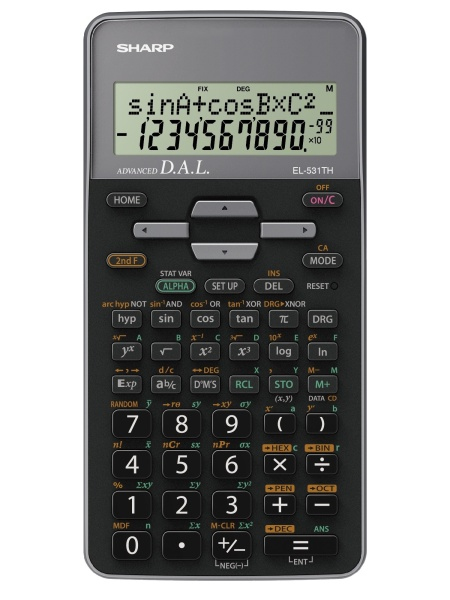 SHARP
FIX DEG M
sinA+cosB×C²_
-1234567890.-99
×10
ADVANCED D.A.L. EL-531TH
OFF
HOME ON/C
CA
2nd F MODE
STAT VAR INS
ALPHA SET UP DEL RESET
arc hyp NOT sin⁻¹ AND cos⁻¹ OR tan⁻¹ XOR DRG▸XNOR
hyp sin cos tan π DRG
ˣ√ A B x⁻¹ C ³√ D 10ˣ E eˣ F
yˣ √ x² x³ log ln
←,→ d/c ↔DEG X , Y M− M
Exp ab/c D°M'S RCL STO M+
(x,y) DATA CD
RANDOM ȳ →rθ sy →xy σy x' a y' b
7 8 9 ( )
n! x̄ nCr sx nPr σx →HEX c →BIN r
4 5 6 × ÷
% Σxy Σy Σy² →PEN →OCT
1 2 3 + −
MDF n Σx M-CLR Σx² →DEC ANS
0 • +/− =
NEG(−) ENT